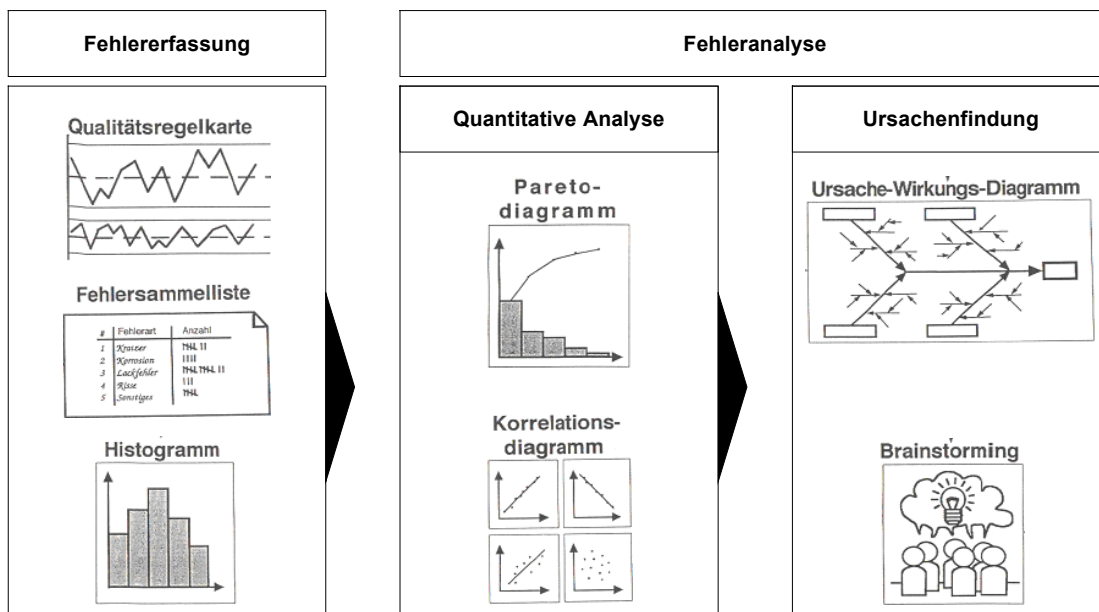 Fehlererfassung
Fehleranalyse
Qualitätsregelkarte
Fehlersammelliste
# Fehlerart Anzahl
1 Kratzer
2 Korrosion
3 Lackfehler
4 Risse
5 Sonstiges
Histogramm
Quantitative Analyse
Pareto-
diagramm
Korrelations-
diagramm
Ursachenfindung
Ursache-Wirkungs-Diagramm
Brainstorming